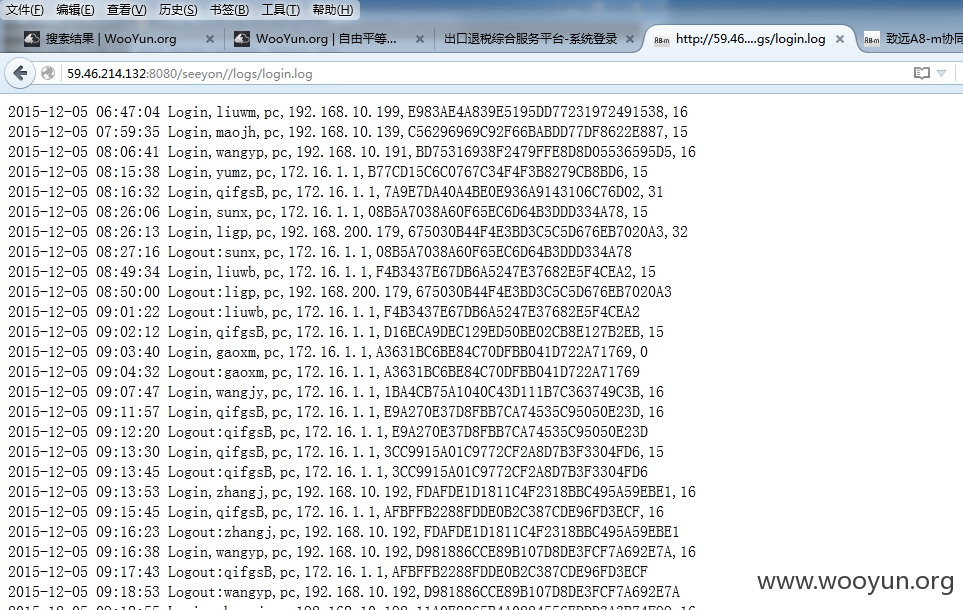 文件(F) 编辑(E) 查看(V) 历史(S) 书签(B) 工具(T) 帮助(H)
搜索结果 | WooYun.org × WooYun.org | 自由平等... × 出口退税综合服务平台-系统登录 × A8-m http://59.46....gs/login.log × A8-m 致远A8-m协同
59.46.214.132:8080/seeyon//logs/login.log
2015-12-05 06:47:04 Login,liuwm,pc,192.168.10.199,E983AE4A839E5195DD77231972491538,16
2015-12-05 07:59:35 Login,maojh,pc,192.168.10.139,C56296969C92F66BABDD77DF8622E887,15
2015-12-05 08:06:41 Login,wangyp,pc,192.168.10.191,BD75316938F2479FFE8D8D05536595D5,16
2015-12-05 08:15:38 Login,yumz,pc,172.16.1.1,B77CD15C6C0767C34F4F3B8279CB8BD6,15
2015-12-05 08:16:32 Login,qifgsB,pc,172.16.1.1,7A9E7DA40A4BE0E936A9143106C76D02,31
2015-12-05 08:26:06 Login,sunx,pc,172.16.1.1,08B5A7038A60F65EC6D64B3DDD334A78,15
2015-12-05 08:26:13 Login,ligp,pc,192.168.200.179,675030B44F4E3BD3C5C5D676EB7020A3,32
2015-12-05 08:27:16 Logout:sunx,pc,172.16.1.1,08B5A7038A60F65EC6D64B3DDD334A78
2015-12-05 08:49:34 Login,liuwb,pc,172.16.1.1,F4B3437E67DB6A5247E37682E5F4CEA2,15
2015-12-05 08:50:00 Logout:ligp,pc,192.168.200.179,675030B44F4E3BD3C5C5D676EB7020A3
2015-12-05 09:01:22 Logout:liuwb,pc,172.16.1.1,F4B3437E67DB6A5247E37682E5F4CEA2
2015-12-05 09:02:12 Login,qifgsB,pc,172.16.1.1,D16ECA9DEC129ED50BE02CB8E127B2EB,15
2015-12-05 09:03:40 Login,gaoxm,pc,172.16.1.1,A3631BC6BE84C70DFBB041D722A71769,0
2015-12-05 09:04:32 Logout:gaoxm,pc,172.16.1.1,A3631BC6BE84C70DFBB041D722A71769
2015-12-05 09:07:47 Login,wangjy,pc,172.16.1.1,1BA4CB75A1040C43D111B7C363749C3B,16
2015-12-05 09:11:57 Login,qifgsB,pc,172.16.1.1,E9A270E37D8FBB7CA74535C95050E23D,16
2015-12-05 09:12:20 Logout:qifgsB,pc,172.16.1.1,E9A270E37D8FBB7CA74535C95050E23D
2015-12-05 09:13:30 Login,qifgsB,pc,172.16.1.1,3CC9915A01C9772CF2A8D7B3F3304FD6,15
2015-12-05 09:13:45 Logout:qifgsB,pc,172.16.1.1,3CC9915A01C9772CF2A8D7B3F3304FD6
2015-12-05 09:13:53 Login,zhangj,pc,192.168.10.192,FDAFDE1D1811C4F2318BBC495A59EBE1,16
2015-12-05 09:15:45 Login,qifgsB,pc,172.16.1.1,AFBFFB2288FDDE0B2C387CDE96FD3ECF,16
2015-12-05 09:16:23 Logout:zhangj,pc,192.168.10.192,FDAFDE1D1811C4F2318BBC495A59EBE1
2015-12-05 09:16:38 Login,wangyp,pc,192.168.10.192,D981886CCE89B107D8DE3FCF7A692E7A,16
2015-12-05 09:17:43 Logout:qifgsB,pc,172.16.1.1,AFBFFB2288FDDE0B2C387CDE96FD3ECF
2015-12-05 09:18:53 Logout:wangyp,pc,192.168.10.192,D981886CCE89B107D8DE3FCF7A692E7A
www.wooyun.org